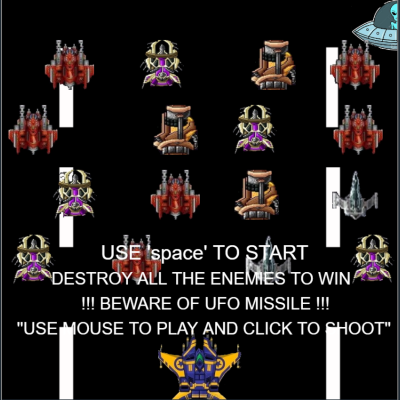 USE 'space' TO START
DESTROY ALL THE ENEMIES TO WIN
!!! BEWARE OF UFO MISSILE !!!
"USE MOUSE TO PLAY AND CLICK TO SHOOT"